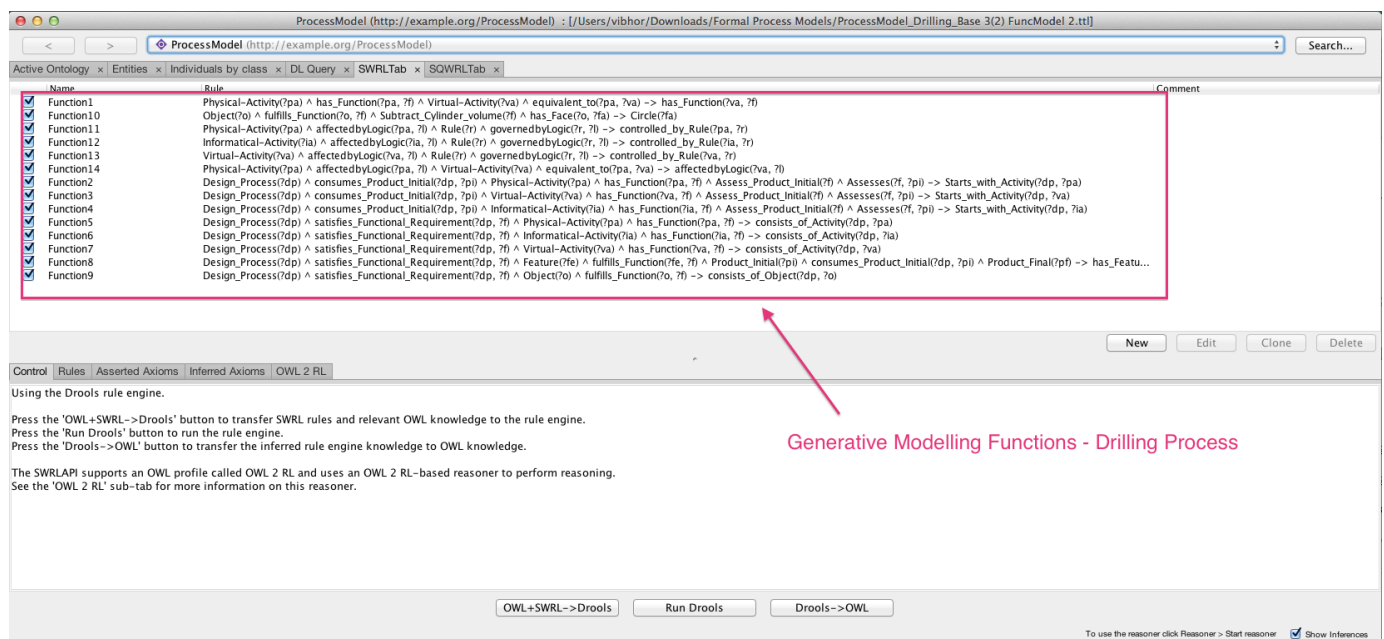 ProcessModel (http://example.org/ProcessModel) : [/Users/vibhor/Downloads/Formal Process Models/ProcessModel_Drilling_Base 3(2) FuncModel 2.ttl]
< > ProcessModel (http://example.org/ProcessModel) Search...
Active Ontology × Entities × Individuals by class × DL Query × SWRLTab × SQWRLTab ×
Name Rule Comment
Function1 Physical-Activity(?pa) ^ has_Function(?pa, ?f) ^ Virtual-Activity(?va) ^ equivalent_to(?pa, ?va) -> has_Function(?va, ?f)
Function10 Object(?o) ^ fulfills_Function(?o, ?f) ^ Subtract_Cylinder_volume(?f) ^ has_Face(?o, ?fa) -> Circle(?fa)
Function11 Physical-Activity(?pa) ^ affectedbyLogic(?pa, ?l) ^ Rule(?r) ^ governedbyLogic(?r, ?l) -> controlled_by_Rule(?pa, ?r)
Function12 Informatical-Activity(?ia) ^ affectedbyLogic(?ia, ?l) ^ Rule(?r) ^ governedbyLogic(?r, ?l) -> controlled_by_Rule(?ia, ?r)
Function13 Virtual-Activity(?va) ^ affectedbyLogic(?va, ?l) ^ Rule(?r) ^ governedbyLogic(?r, ?l) -> controlled_by_Rule(?va, ?r)
Function14 Physical-Activity(?pa) ^ affectedbyLogic(?pa, ?l) ^ Virtual-Activity(?va) ^ equivalent_to(?pa, ?va) -> affectedbyLogic(?va, ?l)
Function2 Design_Process(?dp) ^ consumes_Product_Initial(?dp, ?pi) ^ Physical-Activity(?pa) ^ has_Function(?pa, ?f) ^ Assess_Product_Initial(?f) ^ Assesses(?f, ?pi) -> Starts_with_Activity(?dp, ?pa)
Function3 Design_Process(?dp) ^ consumes_Product_Initial(?dp, ?pi) ^ Virtual-Activity(?va) ^ has_Function(?va, ?f) ^ Assess_Product_Initial(?f) ^ Assesses(?f, ?pi) -> Starts_with_Activity(?dp, ?va)
Function4 Design_Process(?dp) ^ consumes_Product_Initial(?dp, ?pi) ^ Informatical-Activity(?ia) ^ has_Function(?ia, ?f) ^ Assess_Product_Initial(?f) ^ Assesses(?f, ?pi) -> Starts_with_Activity(?dp, ?ia)
Function5 Design_Process(?dp) ^ satisfies_Functional_Requirement(?dp, ?f) ^ Physical-Activity(?pa) ^ has_Function(?pa, ?f) -> consists_of_Activity(?dp, ?pa)
Function6 Design_Process(?dp) ^ satisfies_Functional_Requirement(?dp, ?f) ^ Informatical-Activity(?ia) ^ has_Function(?ia, ?f) -> consists_of_Activity(?dp, ?ia)
Function7 Design_Process(?dp) ^ satisfies_Functional_Requirement(?dp, ?f) ^ Virtual-Activity(?va) ^ has_Function(?va, ?f) -> consists_of_Activity(?dp, ?va)
Function8 Design_Process(?dp) ^ satisfies_Functional_Requirement(?dp, ?f) ^ Feature(?fe) ^ fulfills_Function(?fe, ?f) ^ Product_Initial(?pi) ^ consumes_Product_Initial(?dp, ?pi) ^ Product_Final(?pf) -> has_Featu...
Function9 Design_Process(?dp) ^ satisfies_Functional_Requirement(?dp, ?f) ^ Object(?o) ^ fulfills_Function(?o, ?f) -> consists_of_Object(?dp, ?o)
New Edit Clone Delete
Control Rules Asserted Axioms Inferred Axioms OWL 2 RL
Using the Drools rule engine.
Press the 'OWL+SWRL->Drools' button to transfer SWRL rules and relevant OWL knowledge to the rule engine.
Press the 'Run Drools' button to run the rule engine.
Press the 'Drools->OWL' button to transfer the inferred rule engine knowledge to OWL knowledge.
Generative Modelling Functions - Drilling Process
The SWRLAPI supports an OWL profile called OWL 2 RL and uses an OWL 2 RL-based reasoner to perform reasoning.
See the 'OWL 2 RL' sub-tab for more information on this reasoner.
OWL+SWRL->Drools Run Drools Drools->OWL
To use the reasoner click Reasoner > Start reasoner Show Inferences